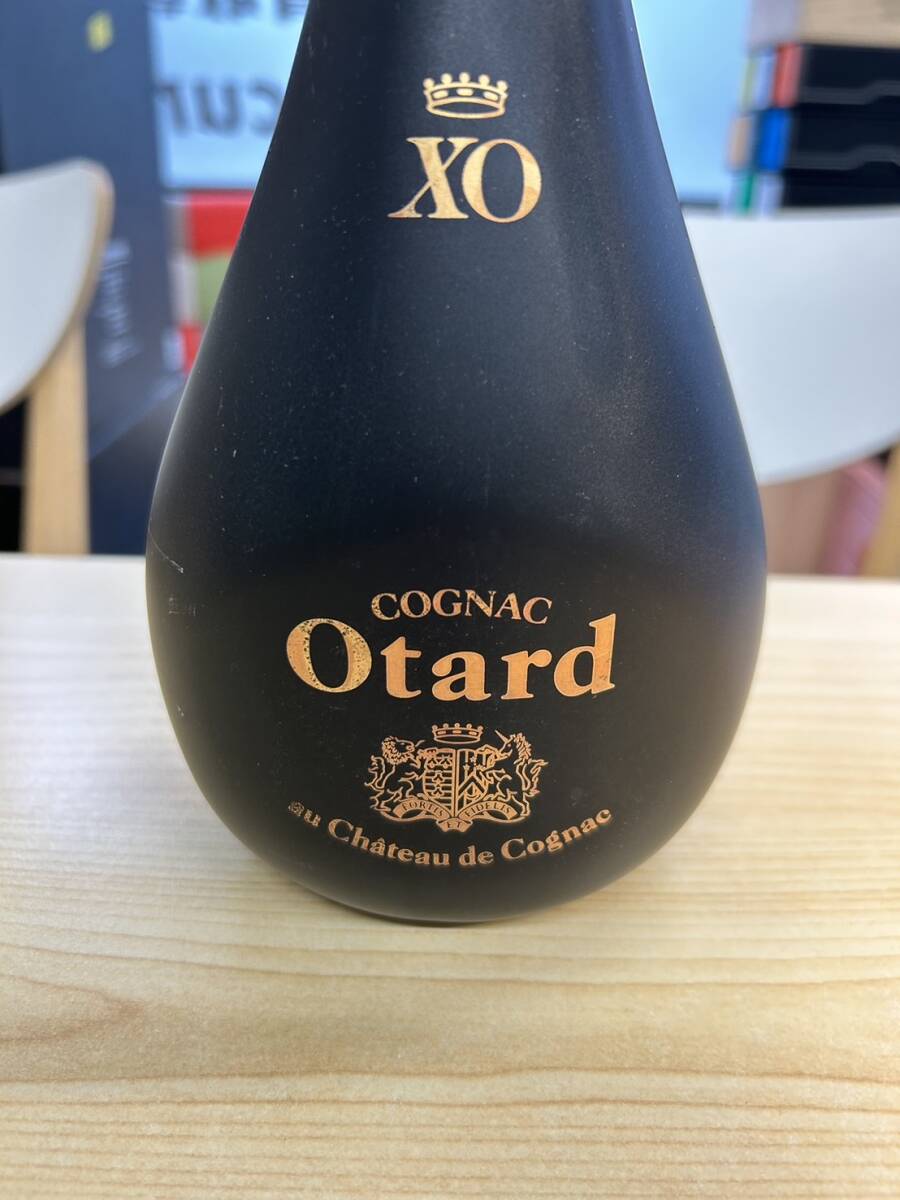 XO
COGNAC
Otard
FORTIS ET FIDELIS
au Château de Cognac